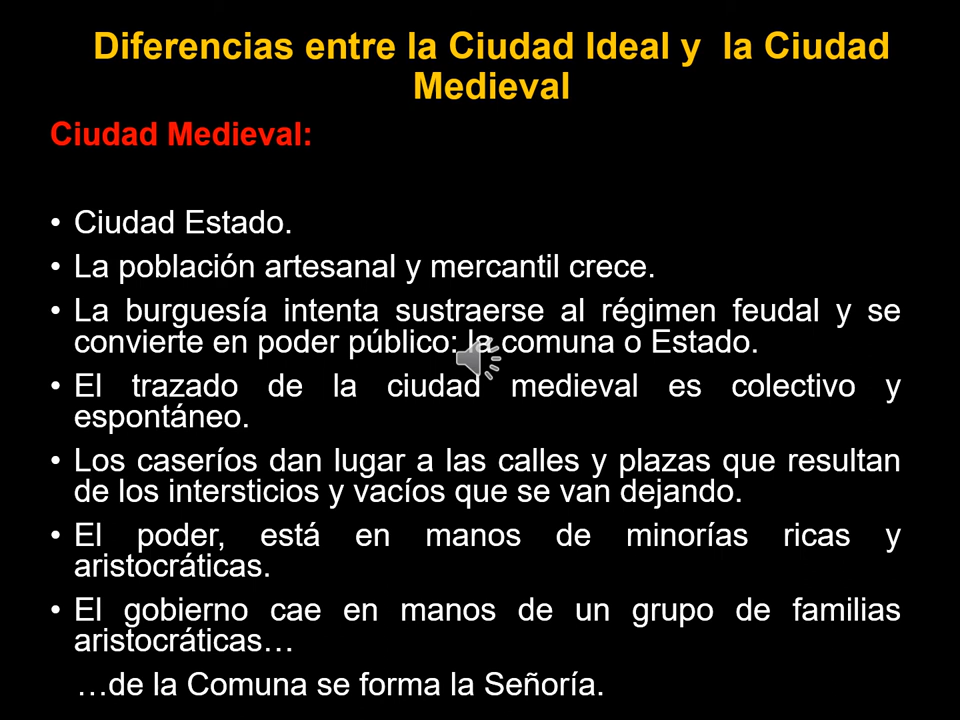 Diferencias entre la Ciudad Ideal y la Ciudad
Medieval
Ciudad Medieval:
• Ciudad Estado.
• La población artesanal y mercantil crece.
• La burguesía intenta sustraerse al régimen feudal y se
convierte en poder público: la comuna o Estado.
• El trazado de la ciudad medieval es colectivo y
espontáneo.
• Los caseríos dan lugar a las calles y plazas que resultan
de los intersticios y vacíos que se van dejando.
• El poder, está en manos de minorías ricas y
aristocráticas.
• El gobierno cae en manos de un grupo de familias
aristocráticas…
…de la Comuna se forma la Señoría.